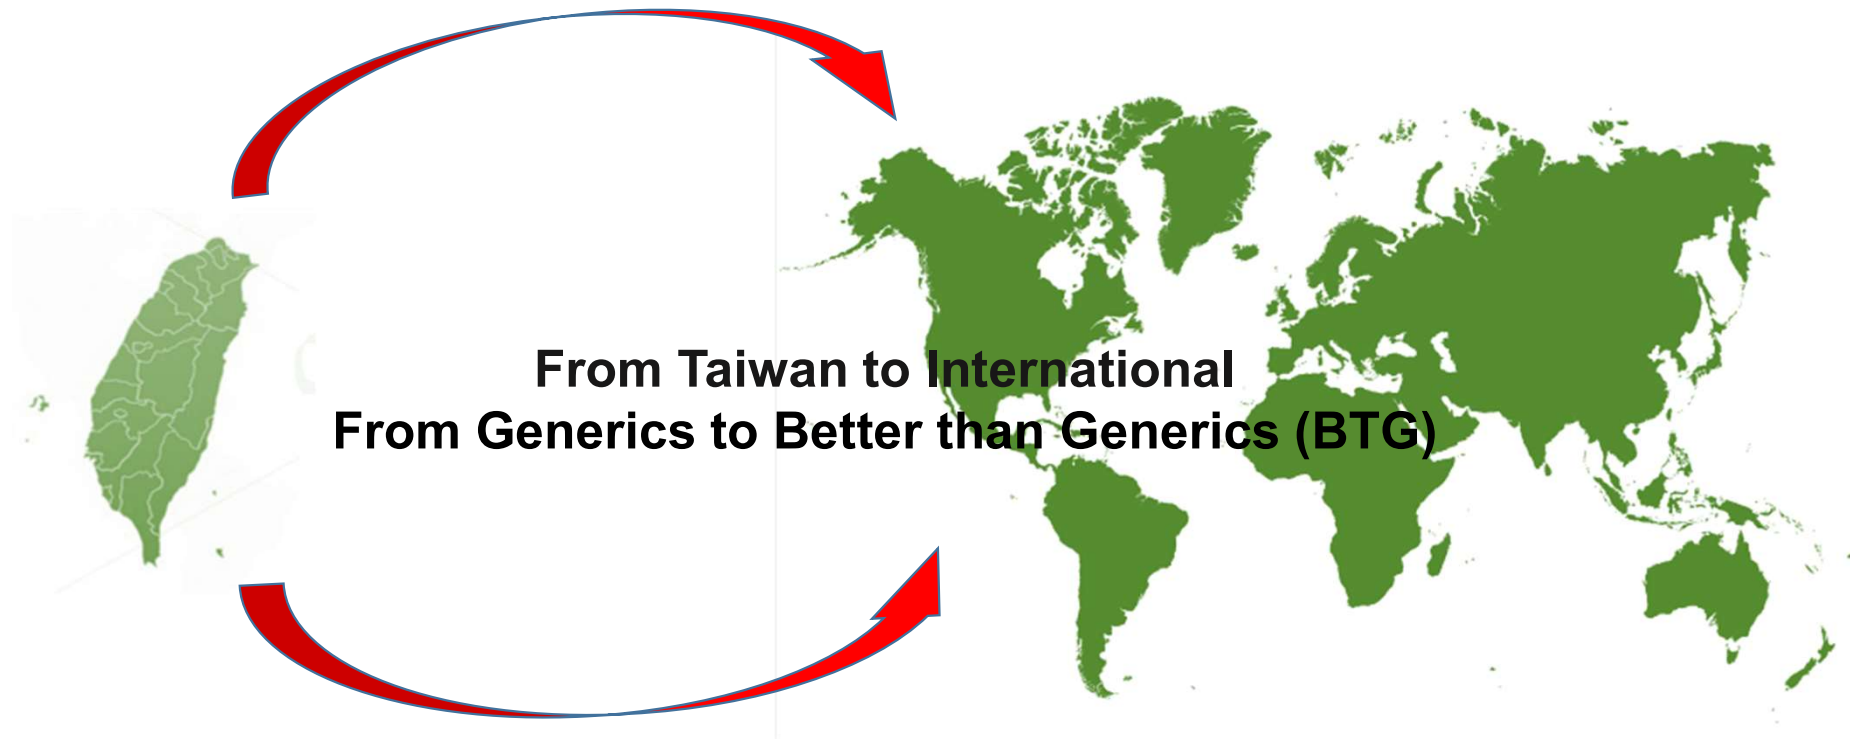 From Taiwan to International
From Generics to Better than Generics (BTG)